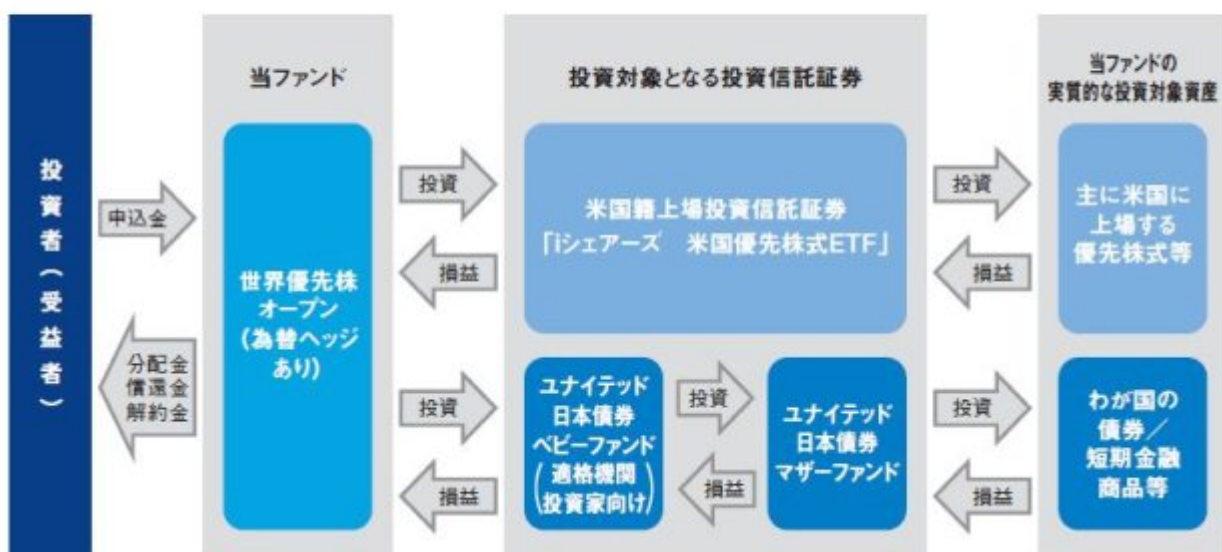 投資者(受益者)
申込金
分配金
償還金
解約金
当ファンド
世界優先株
オープン
(為替ヘッジ
あり)
投資
損益
投資
損益
投資対象となる投資信託証券
米国籍上場投資信託証券
「iシェアーズ 米国優先株式ETF」
ユナイテッド
日本債券
ベビーファンド
(適格機関
投資家向け)
投資
損益
ユナイテッド
日本債券
マザーファンド
投資
損益
投資
損益
当ファンドの
実質的な投資対象資産
主に米国に
上場する
優先株式等
わが国の
債券/
短期金融
商品等